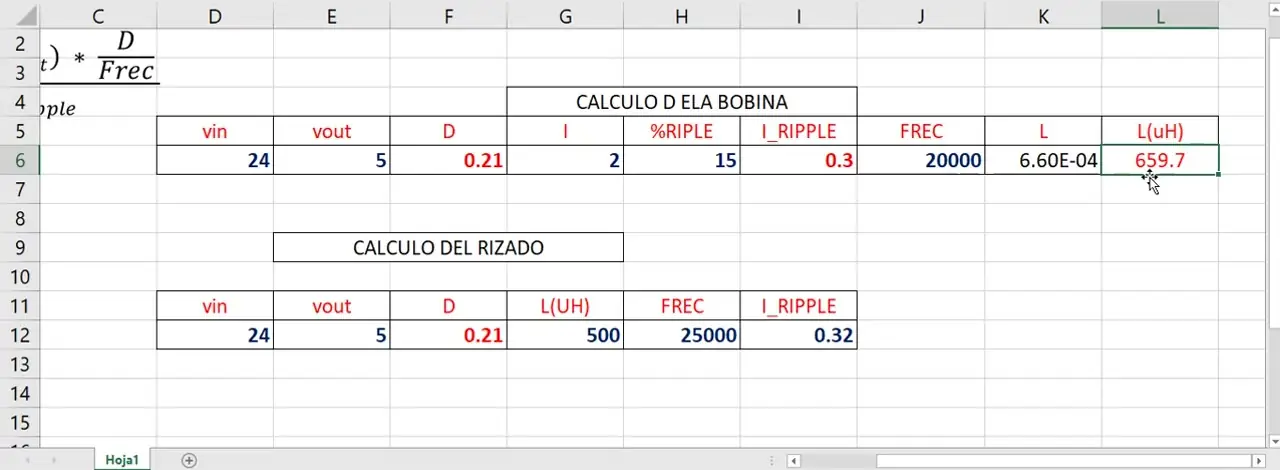 C D E F G H I J K L
2 t) * D
3 Frec
4 pple CALCULO D ELA BOBINA
5 vin vout D I %RIPLE I_RIPPLE FREC L L(uH)
6 24 5 0.21 2 15 0.3 20000 6.60E-04 659.7
7
8
9 CALCULO DEL RIZADO
10
11 vin vout D L(UH) FREC I_RIPPLE
12 24 5 0.21 500 25000 0.32
13
14
15
Hoja1